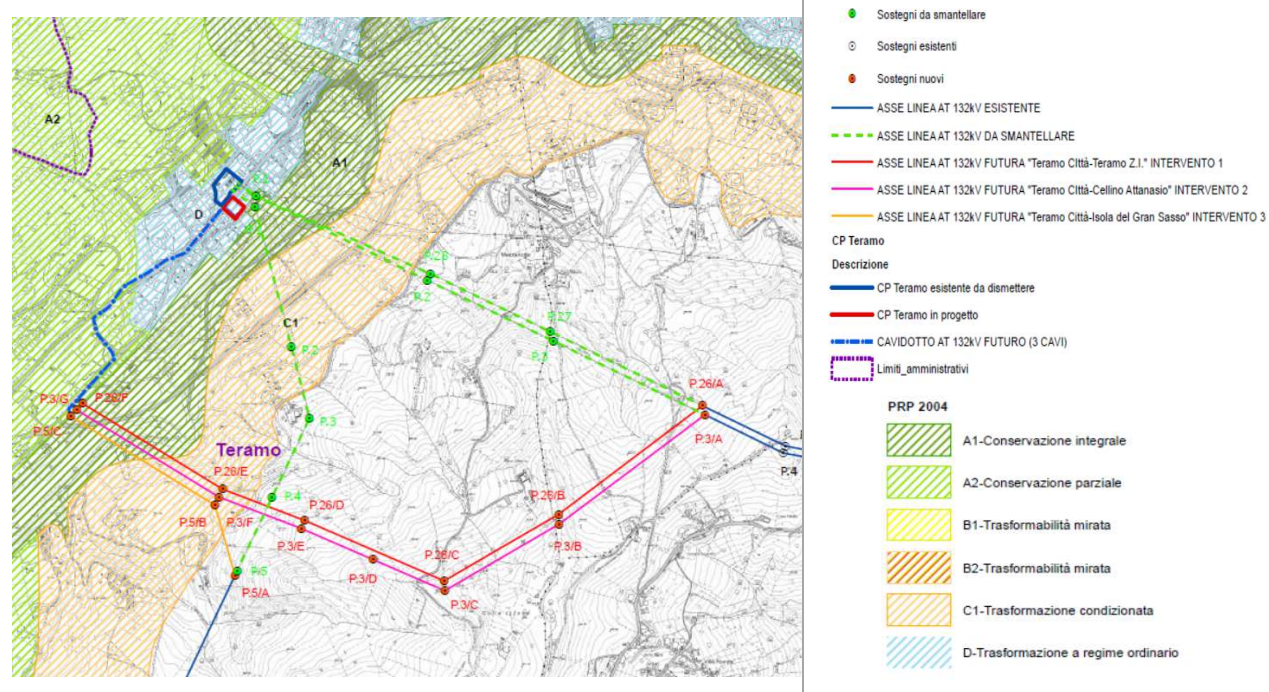 A2
A1
D
P.28
P.2
C1
P.27
P.2
P.3
P.26/A
P.3/A
P.3/G
P.28/F
P.5/C
P.3
Teramo
P.4
P.28/E
P.4
P.26/D
P.28/B
P.5/B
P.3/F
P.3/E
P.3/B
P.3/D
P.28/C
P.5
P.5/A
P.3/C
Sostegni da smantellare
Sostegni esistenti
Sostegni nuovi
ASSE LINEA AT 132kV ESISTENTE
ASSE LINEA AT 132kV DA SMANTELLARE
ASSE LINEA AT 132kV FUTURA "Teramo CIttà-Teramo Z.I." INTERVENTO 1
ASSE LINEA AT 132kV FUTURA "Teramo CIttà-Cellino Attanasio" INTERVENTO 2
ASSE LINEA AT 132kV FUTURA "Teramo Città-Isola del Gran Sasso" INTERVENTO 3
CP Teramo
Descrizione
CP Teramo esistente da dismettere
CP Teramo in progetto
CAVIDOTTO AT 132kV FUTURO (3 CAVI)
Limiti_amministrativi
PRP 2004
A1-Conservazione integrale
A2-Conservazione parziale
B1-Trasformabilità mirata
B2-Trasformabilità mirata
C1-Trasformazione condizionata
D-Trasformazione a regime ordinario